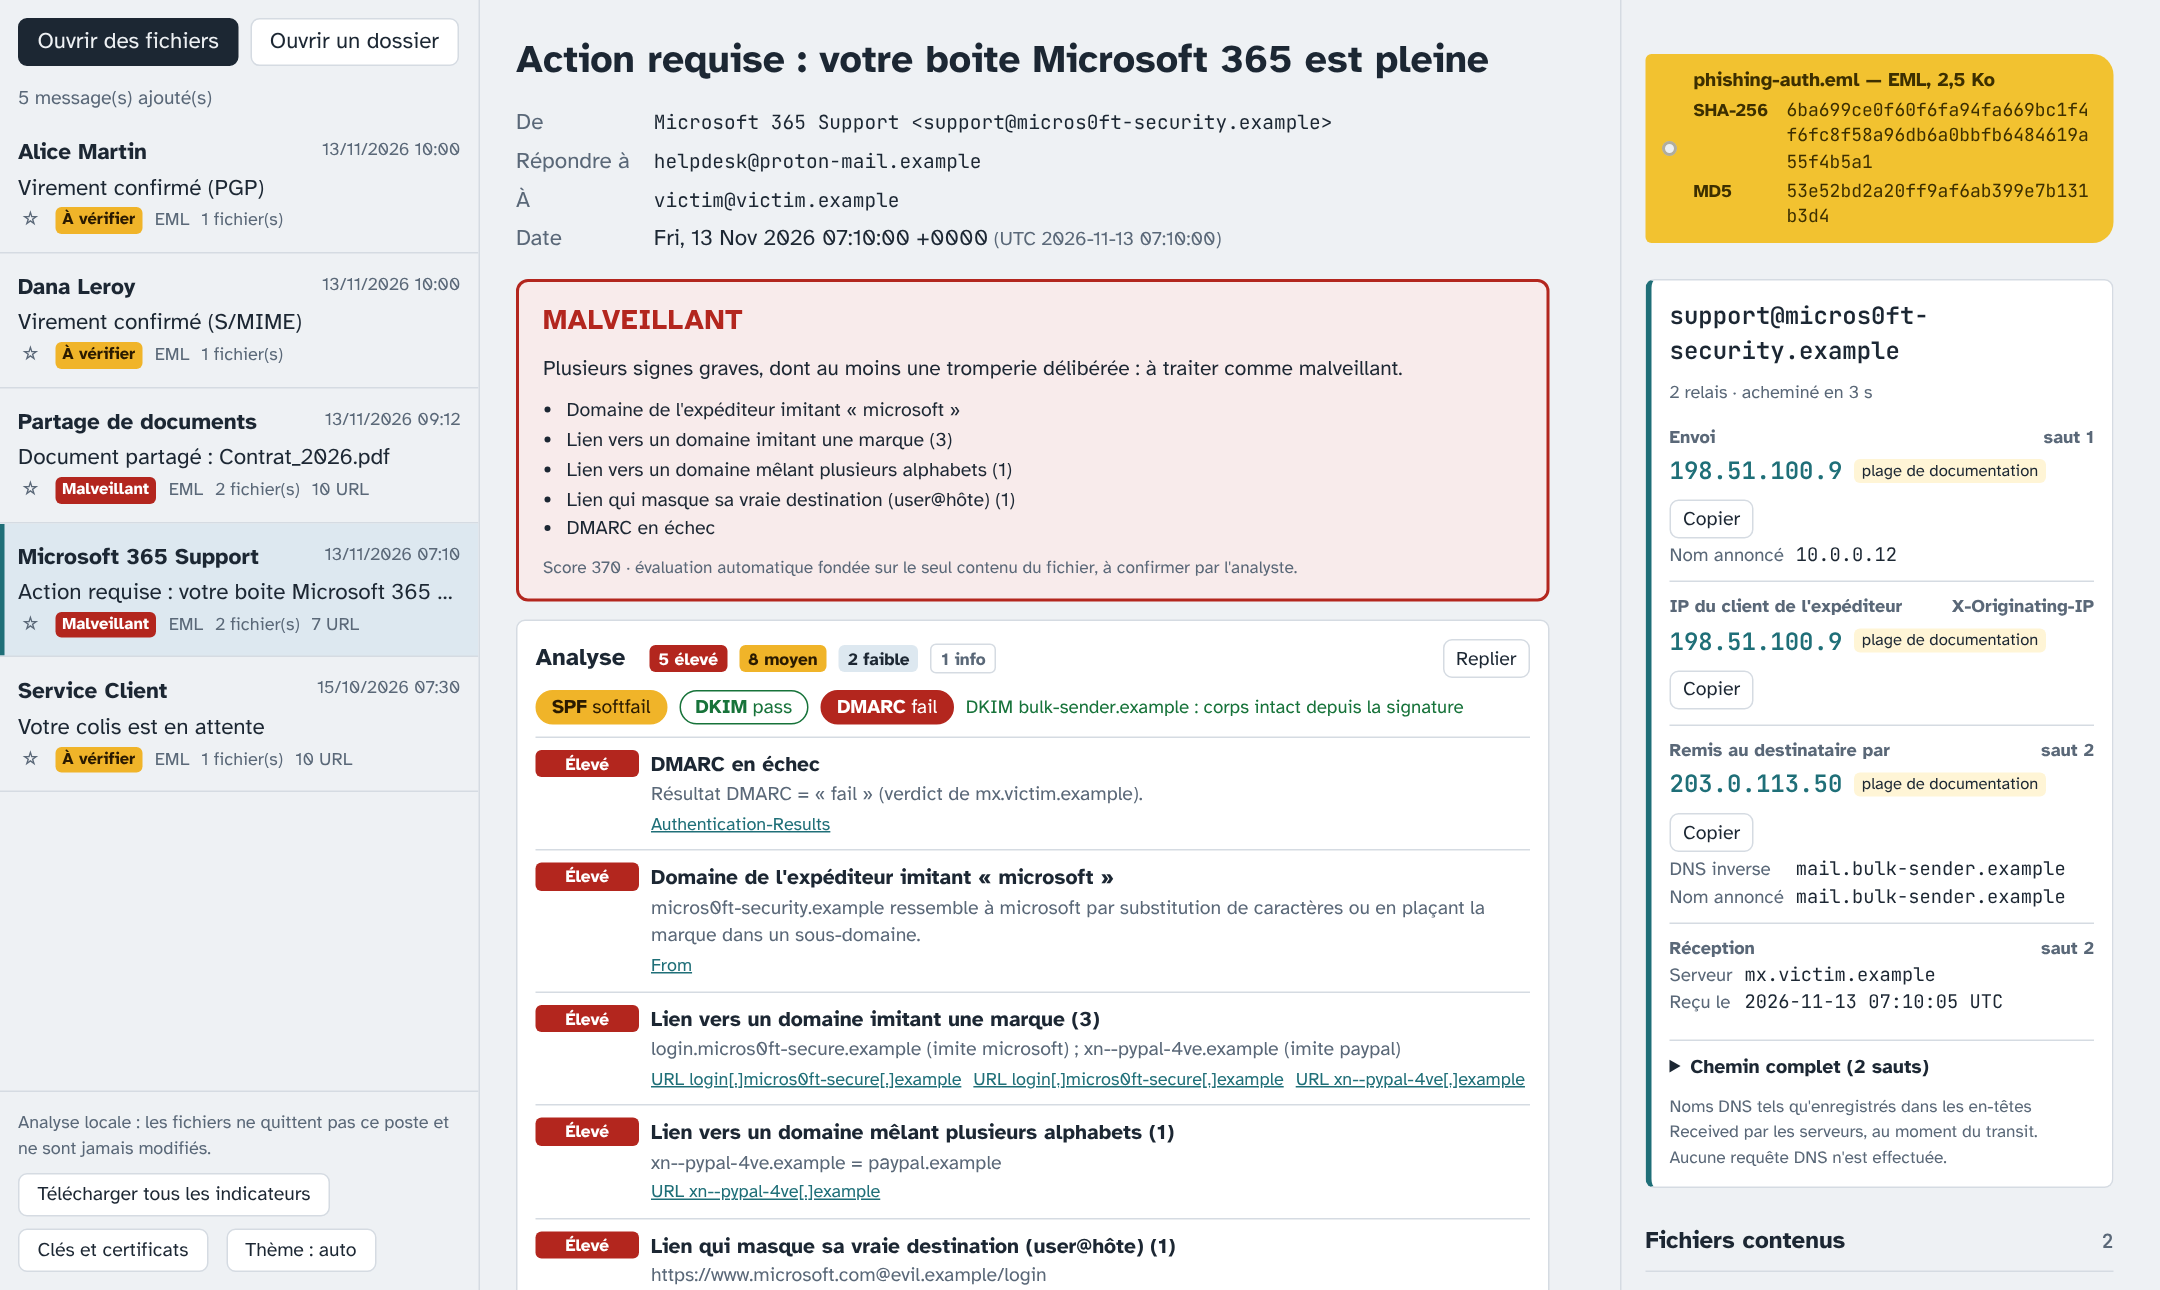 Ouvrir des fichiers
Ouvrir un dossier
5 message(s) ajouté(s)
Alice Martin
13/11/2026 10:00
Virement confirmé (PGP)
☆ À vérifier EML 1 fichier(s)
Dana Leroy
13/11/2026 10:00
Virement confirmé (S/MIME)
☆ À vérifier EML 1 fichier(s)
Partage de documents
13/11/2026 09:12
Document partagé : Contrat_2026.pdf
☆ Malveillant EML 2 fichier(s) 10 URL
Microsoft 365 Support
13/11/2026 07:10
Action requise : votre boite Microsoft 365 ...
☆ Malveillant EML 2 fichier(s) 7 URL
Service Client
15/10/2026 07:30
Votre colis est en attente
☆ À vérifier EML 1 fichier(s) 10 URL
Analyse locale : les fichiers ne quittent pas ce poste et
ne sont jamais modifiés.
Télécharger tous les indicateurs
Clés et certificats
Thème : auto
Action requise : votre boite Microsoft 365 est pleine
De Microsoft 365 Support <support@micros0ft-security.example>
Répondre à helpdesk@proton-mail.example
À victim@victim.example
Date Fri, 13 Nov 2026 07:10:00 +0000 (UTC 2026-11-13 07:10:00)
MALVEILLANT
Plusieurs signes graves, dont au moins une tromperie délibérée : à traiter comme malveillant.
• Domaine de l'expéditeur imitant « microsoft »
• Lien vers un domaine imitant une marque (3)
• Lien vers un domaine mêlant plusieurs alphabets (1)
• Lien qui masque sa vraie destination (user@hôte) (1)
• DMARC en échec
Score 370 · évaluation automatique fondée sur le seul contenu du fichier, à confirmer par l'analyste.
Analyse 5 élevé 8 moyen 2 faible 1 info Replier
SPF softfail DKIM pass DMARC fail DKIM bulk-sender.example : corps intact depuis la signature
Élevé DMARC en échec
Résultat DMARC = « fail » (verdict de mx.victim.example).
Authentication-Results
Élevé Domaine de l'expéditeur imitant « microsoft »
micros0ft-security.example ressemble à microsoft par substitution de caractères ou en plaçant la
marque dans un sous-domaine.
From
Élevé Lien vers un domaine imitant une marque (3)
login.micros0ft-secure.example (imite microsoft) ; xn--pypal-4ve.example (imite paypal)
URL login[.]micros0ft-secure[.]example URL login[.]micros0ft-secure[.]example URL xn--pypal-4ve[.]example
Élevé Lien vers un domaine mêlant plusieurs alphabets (1)
xn--pypal-4ve.example = pаypal.example
URL xn--pypal-4ve[.]example
Élevé Lien qui masque sa vraie destination (user@hôte) (1)
https://www.microsoft.com@evil.example/login
phishing-auth.eml — EML, 2,5 Ko
SHA-256 6ba699ce0f60f6fa94fa669bc1f4
f6fc8f58a96db6a0bbfb6484619a
55f4b5a1
MD5 53e52bd2a20ff9af6ab399e7b131
b3d4
support@micros0ft-
security.example
2 relais · acheminé en 3 s
Envoi saut 1
198.51.100.9 plage de documentation
Copier
Nom annoncé 10.0.0.12
IP du client de l'expéditeur X-Originating-IP
198.51.100.9 plage de documentation
Copier
Remis au destinataire par saut 2
203.0.113.50 plage de documentation
Copier
DNS inverse mail.bulk-sender.example
Nom annoncé mail.bulk-sender.example
Réception saut 2
Serveur mx.victim.example
Reçu le 2026-11-13 07:10:05 UTC
▶ Chemin complet (2 sauts)
Noms DNS tels qu'enregistrés dans les en-têtes
Received par les serveurs, au moment du transit.
Aucune requête DNS n'est effectuée.
Fichiers contenus 2